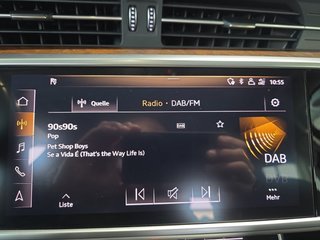 10:55
Quelle
Radio · DAB/FM
90s90s
Pop
Pet Shop Boys
Se a Vida É (That's the Way Life Is)
DAB
Liste
Mehr